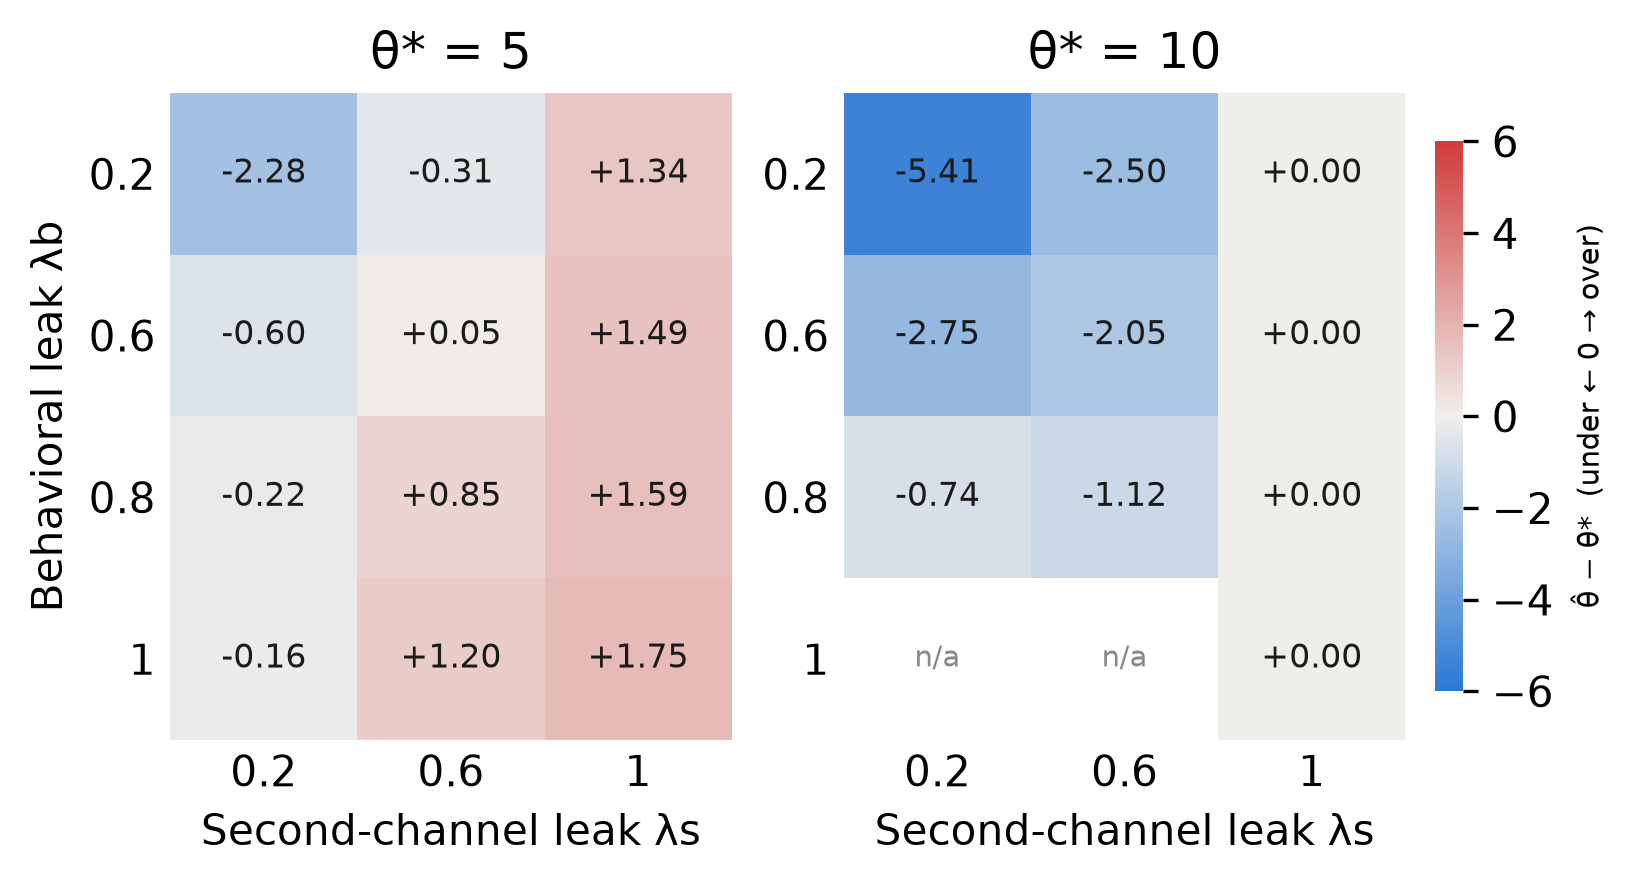 θ* = 5
θ* = 10
Behavioral leak λb
0.2 -2.28 -0.31 +1.34
0.6 -0.60 +0.05 +1.49
0.8 -0.22 +0.85 +1.59
1 -0.16 +1.20 +1.75
0.2 0.6 1
Second-channel leak λs
0.2 -5.41 -2.50 +0.00
0.6 -2.75 -2.05 +0.00
0.8 -0.74 -1.12 +0.00
1 n/a n/a +0.00
0.2 0.6 1
Second-channel leak λs
6
4
2
0
−2
−4
−6
θ̂ − θ* (under ← 0 → over)